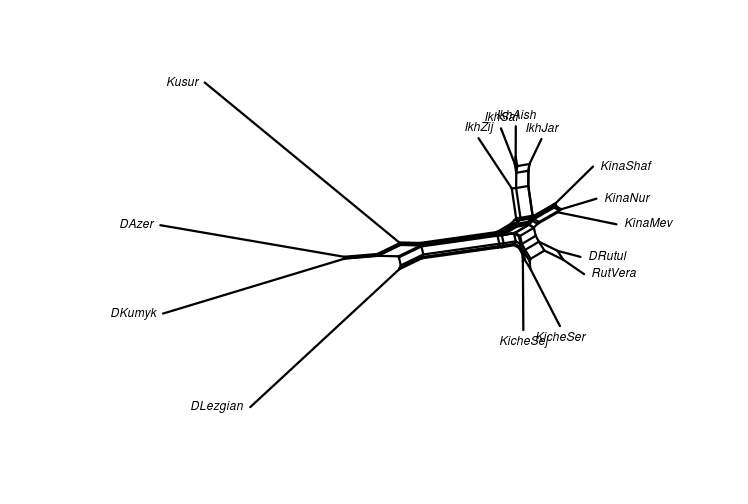 Kusur
IkhAish
IkhSal
IkhZij
IkhJar
KinaShaf
KinaNur
DAzer
KinaMev
DRutul
RutVera
DKumyk
KicheSer
KicheSej
DLezgian